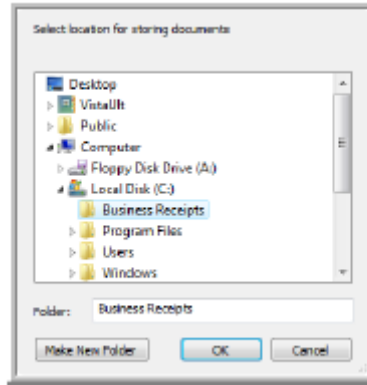 Select location for storing documents
Desktop
VistaUlt
Public
Computer
Floppy Disk Drive (A:)
Local Disk (C:)
Business Receipts
Program Files
Users
Windows
Folder: Business Receipts
Make New Folder OK Cancel